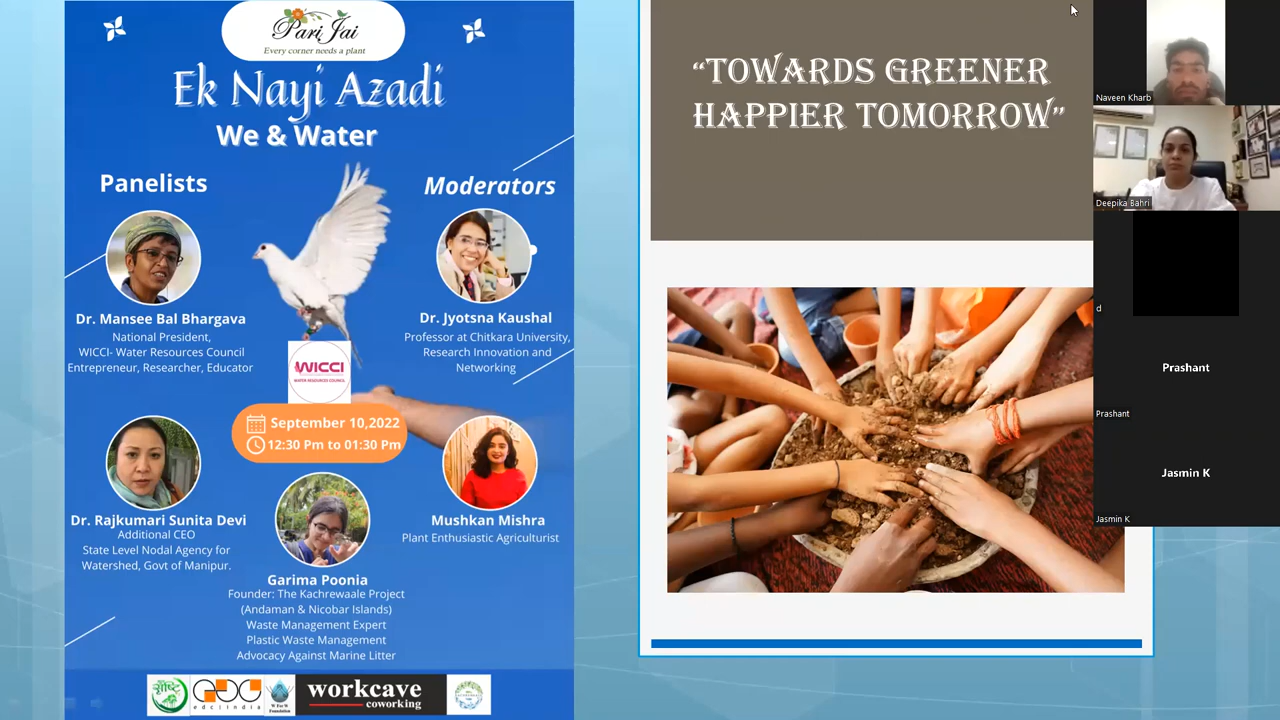 Pari Jai
Every corner needs a plant
Ek Nayi Azadi
We & Water
Panelists
Moderators
Dr. Mansee Bal Bhargava
National President,
WICCI- Water Resources Council
Entrepreneur, Researcher, Educator
Dr. Jyotsna Kaushal
Professor at Chitkara University,
Research Innovation and
Networking
WICCI
WATER RESOURCES COUNCIL
September 10,2022
12:30 Pm to 01:30 Pm
Dr. Rajkumari Sunita Devi
Additional CEO
State Level Nodal Agency for
Watershed, Govt of Manipur.
Mushkan Mishra
Plant Enthusiastic Agriculturist
Garima Poonia
Founder: The Kachrewaale Project
(Andaman & Nicobar Islands)
Waste Management Expert
Plastic Waste Management
Advocacy Against Marine Litter
edciindia
W For W
Foundation
workcave
coworking
“TOWARDS GREENER
HAPPIER TOMORROW”
Naveen Kharb
Deepika Bahri
d
Prashant
Prashant
Jasmin K
Jasmin K